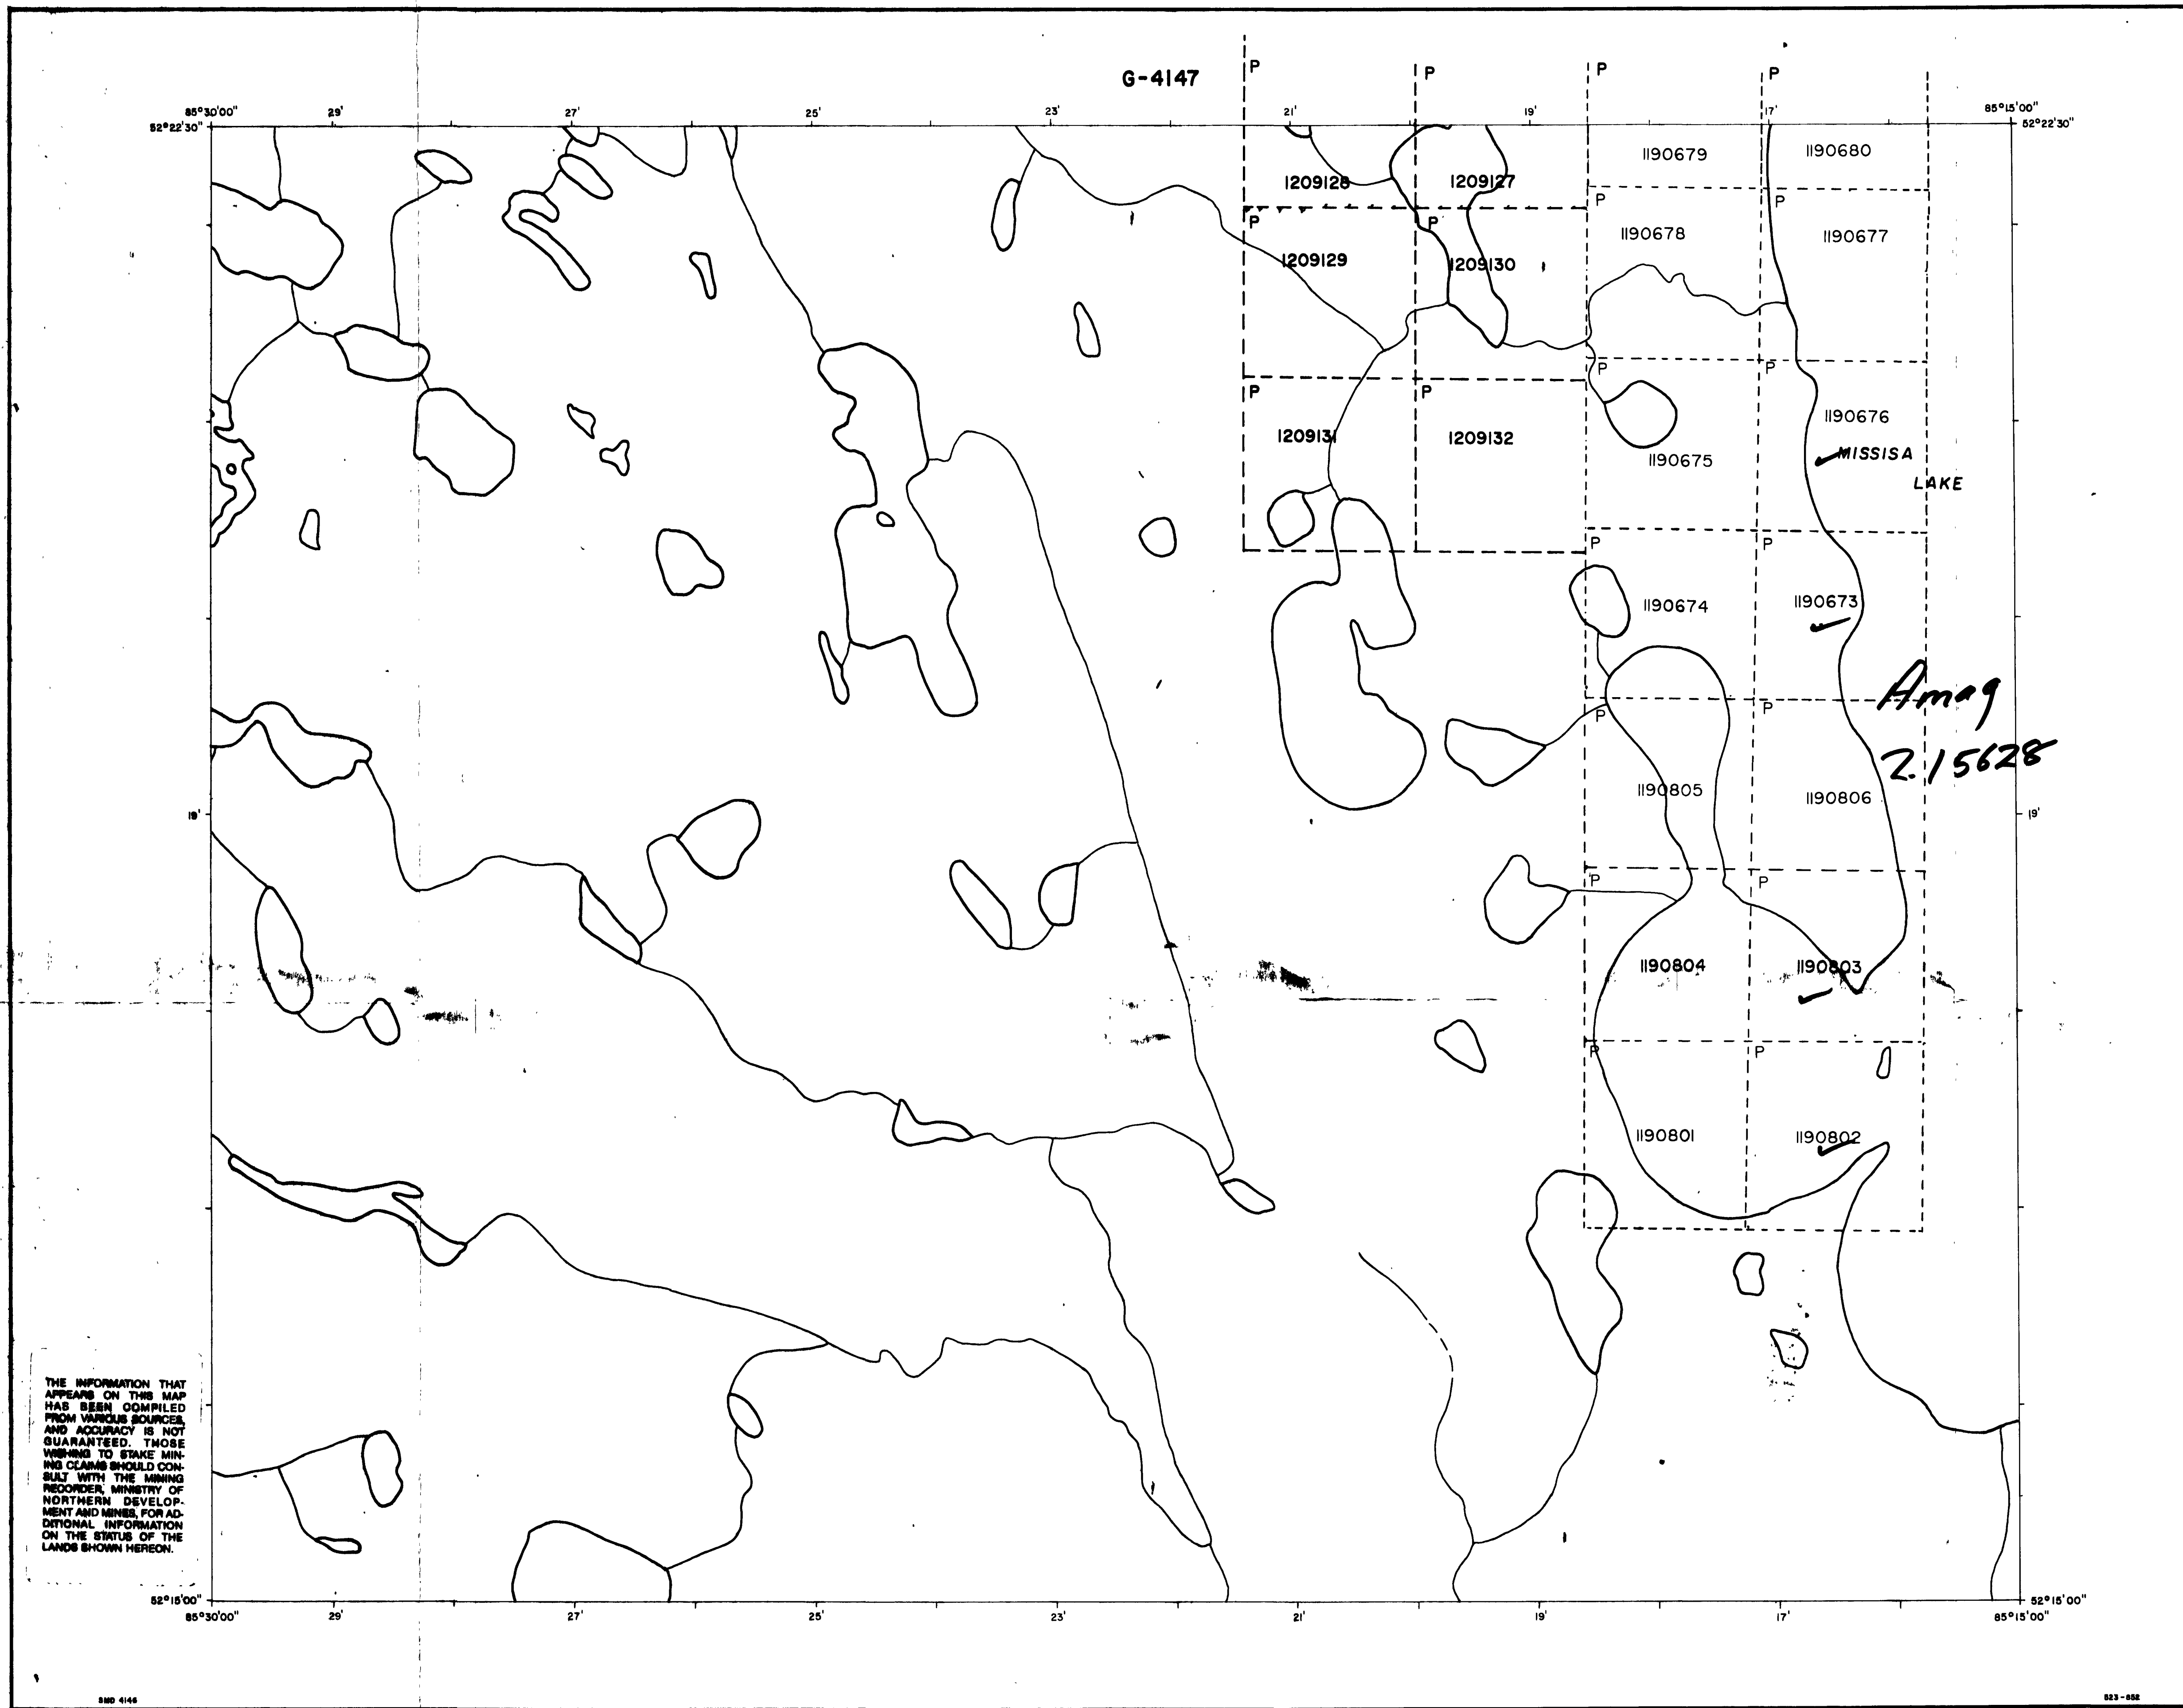 G-4147
P P P P
85°30'00" 29' 27' 25' 23' 21' 19' 17' 85°15'00"
52°22'30" 52°22'30"
1190679 1190680
1209128 1209127
P P
P P
1190678 1190677
1209129 1209130
P P
P P
1190676
1209131 1209132
MISSISA
1190675
LAKE
P P
1190674 1190673
Amag
P P
2.15628
1190805 1190806
19' 19'
P P
1190804 1190803
P P
1190801 1190802
THE INFORMATION THAT
APPEARS ON THIS MAP
HAS BEEN COMPILED
FROM VARIOUS SOURCES,
AND ACCURACY IS NOT
GUARANTEED. THOSE
WISHING TO STAKE MIN-
ING CLAIMS SHOULD CON-
SULT WITH THE MINING
RECORDER, MINISTRY OF
NORTHERN DEVELOP-
MENT AND MINES, FOR AD-
DITIONAL INFORMATION
ON THE STATUS OF THE
LANDS SHOWN HEREON.
52°15'00" 52°15'00"
85°30'00" 29' 27' 25' 23' 21' 19' 17' 85°15'00"
SMD 4146 523-852